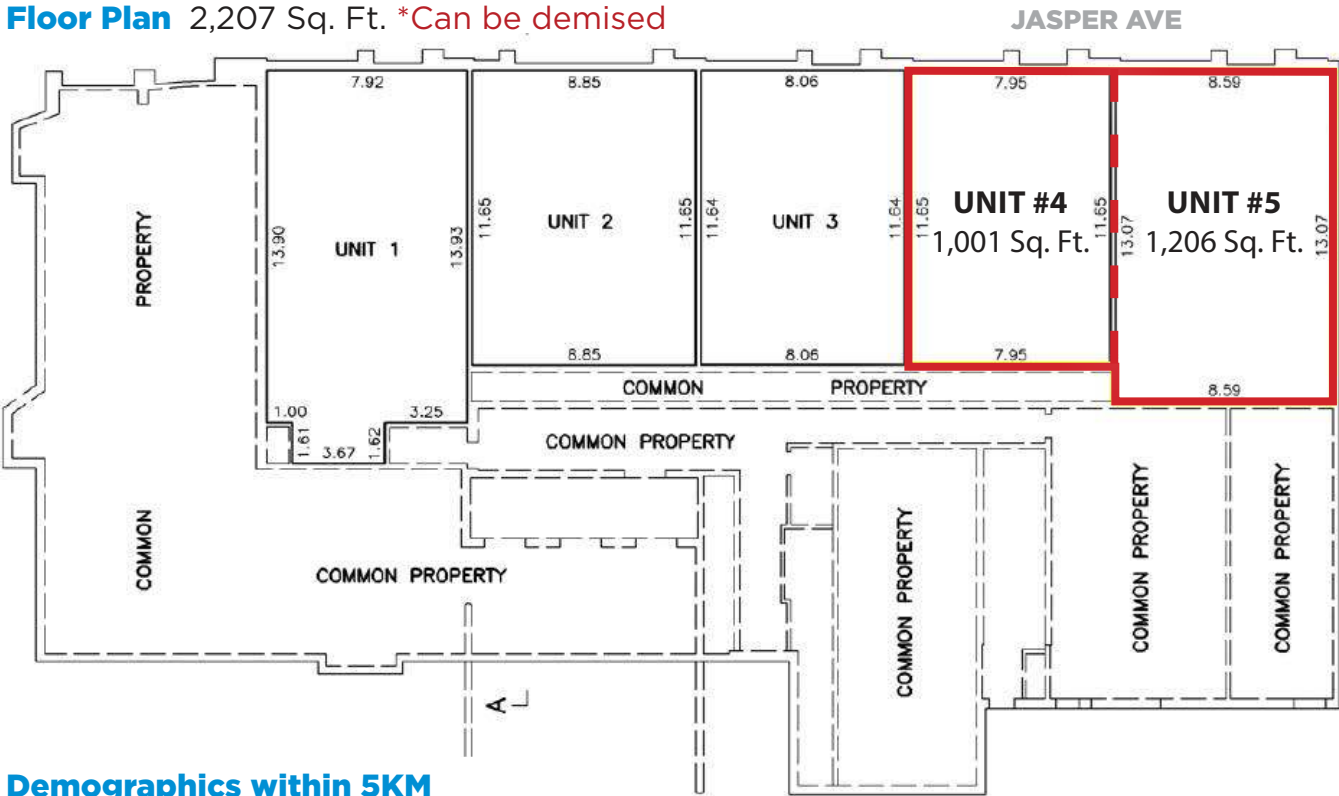 Floor Plan 2,207 Sq. Ft. *Can be demised
JASPER AVE
7.92
8.85
8.06
7.95
8.59
PROPERTY
13.90
UNIT 1
13.93
11.65
UNIT 2
11.65
11.64
UNIT 3
11.64
11.65
UNIT #4
1,001 Sq. Ft.
11.65
13.07
UNIT #5
1,206 Sq. Ft.
13.07
8.85
8.06
7.95
8.59
COMMON PROPERTY
1.00
3.25
1.61
3.67
1.62
COMMON PROPERTY
COMMON
COMMON PROPERTY
COMMON PROPERTY
COMMON PROPERTY
COMMON PROPERTY
A
Demographics within 5KM